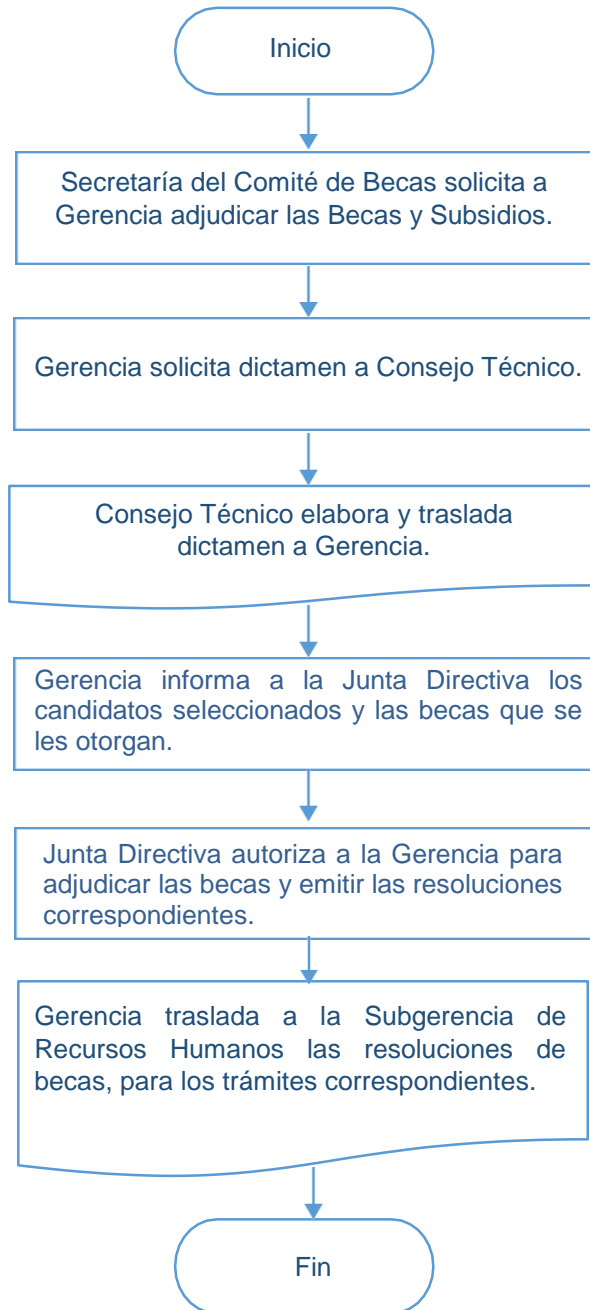 Inicio
Secretaría del Comité de Becas solicita a
Gerencia adjudicar las Becas y Subsidios.
Gerencia solicita dictamen a Consejo Técnico.
Consejo Técnico elabora y traslada
dictamen a Gerencia.
Gerencia informa a la Junta Directiva los
candidatos seleccionados y las becas que se
les otorgan.
Junta Directiva autoriza a la Gerencia para
adjudicar las becas y emitir las resoluciones
correspondientes.
Gerencia traslada a la Subgerencia de
Recursos Humanos las resoluciones de
becas, para los trámites correspondientes.
Fin